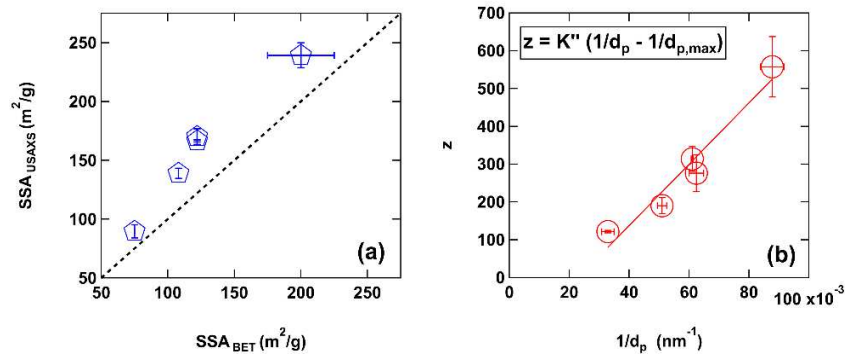 250
200
150
100
50
SSA USAXS (m²/g)
(a)
50 100 150 200 250
SSA BET (m²/g)
700
600
500
400
300
200
100
0
z
z = K" (1/dp - 1/dp,max)
(b)
0 20 40 60 80 100 x10⁻³
1/dp (nm⁻¹)